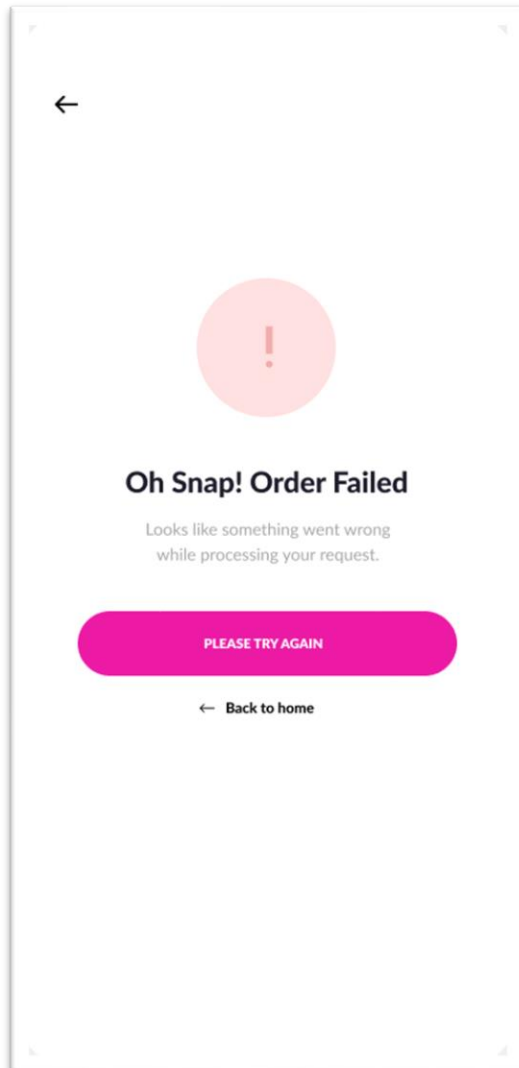 !
Oh Snap! Order Failed
Looks like something went wrong
while processing your request.
PLEASE TRY AGAIN
← Back to home